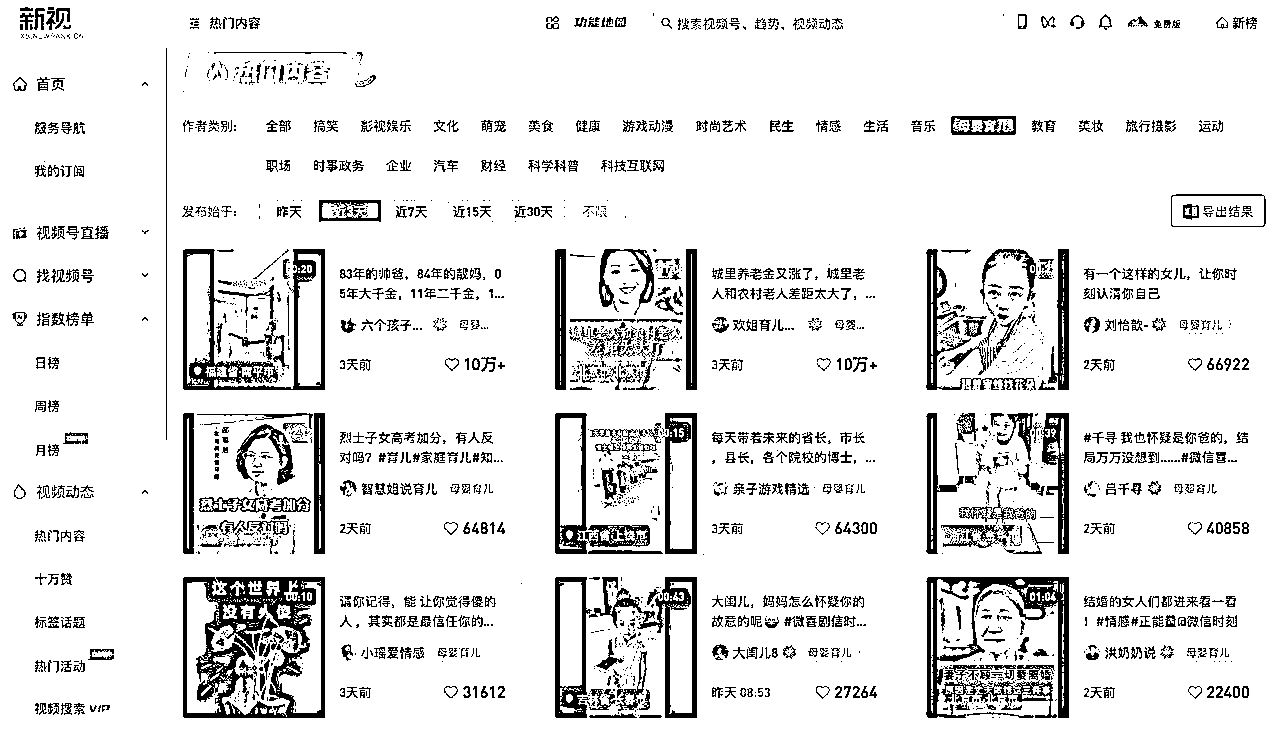 新视
热门内容
功能地图
搜索视频号、趋势、视频动态
免费版
新榜
首页
服务导航
我的订阅
视频号直播
找视频号
指数榜单
日榜
周榜
月榜
视频动态
热门内容
十万赞
标签话题
热门活动
视频搜索 VIP
热门内容
作者类别: 全部 搞笑 影视娱乐 文化 萌宠 美食 健康 游戏动漫 时尚艺术 民生 情感 生活 音乐 母婴育儿 教育 美妆 旅行摄影 运动
职场 时事政务 企业 汽车 财经 科学科普 科技互联网
发布始于: 昨天 近3天 近7天 近15天 近30天 不限
导出结果
00:20
83年的帅爸，84年的靓妈，0
5年大千金，11年二千金，1...
六个孩子... 母婴...
3天前 10万+
城里养老金又涨了，城里老
人和农村老人差距太大了，...
欢姐育儿... 母婴...
3天前 10万+
有一个这样的女儿，让你时
刻认清你自己
刘怡歆- 母婴育儿
2天前 66922
烈士子女高考加分
有人反对吗
烈士子女高考加分，有人反
对吗？#育儿#家庭育儿#知...
智慧姐说育儿 母婴育儿
2天前 64814
每天带着未来的省长，市长
，县长，各个院校的博士，...
亲子游戏精选 母婴育儿
3天前 64300
我怀疑是你爸的
#千寻 我也怀疑是你爸的，结
局万万没想到……#微信喜...
吕千寻 母婴育儿
2天前 40858
这个世界上
00:10
没有人傻
请你记得，能 让你觉得傻的
人，其实都是最信任你的...
小瑶爱情感 母婴育儿
3天前 31612
00:43
大闺儿，妈妈怎么怀疑你的
故意的呢 #微喜剧信时...
大闺儿8 母婴育儿
昨天 08:53 27264
01:04
结婚的女人们都进来看一看
！#情感#正能量@微信时刻
洪奶奶说 母婴育儿
2天前 22400